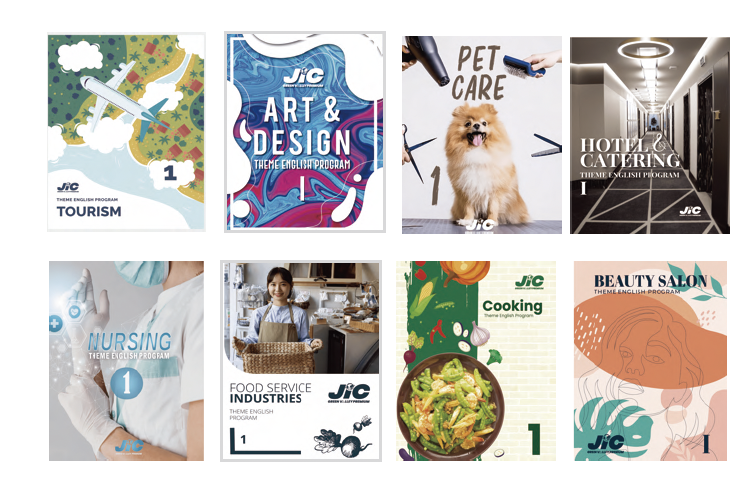 1
JIC
THEME ENGLISH PROGRAM
TOURISM
JIC
ART &
DESIGN
THEME ENGLISH PROGRAM
I
PET
CARE
1
JIC
HOTEL &
CATERING
THEME ENGLISH PROGRAM
I
JIC
NURSING
THEME ENGLISH PROGRAM
1
JIC
FOOD SERVICE
INDUSTRIES
JIC
THEME ENGLISH
PROGRAM
1
JIC
Cooking
Theme English Program
1
BEAUTY SALON
THEME ENGLISH PROGRAM
JIC
I